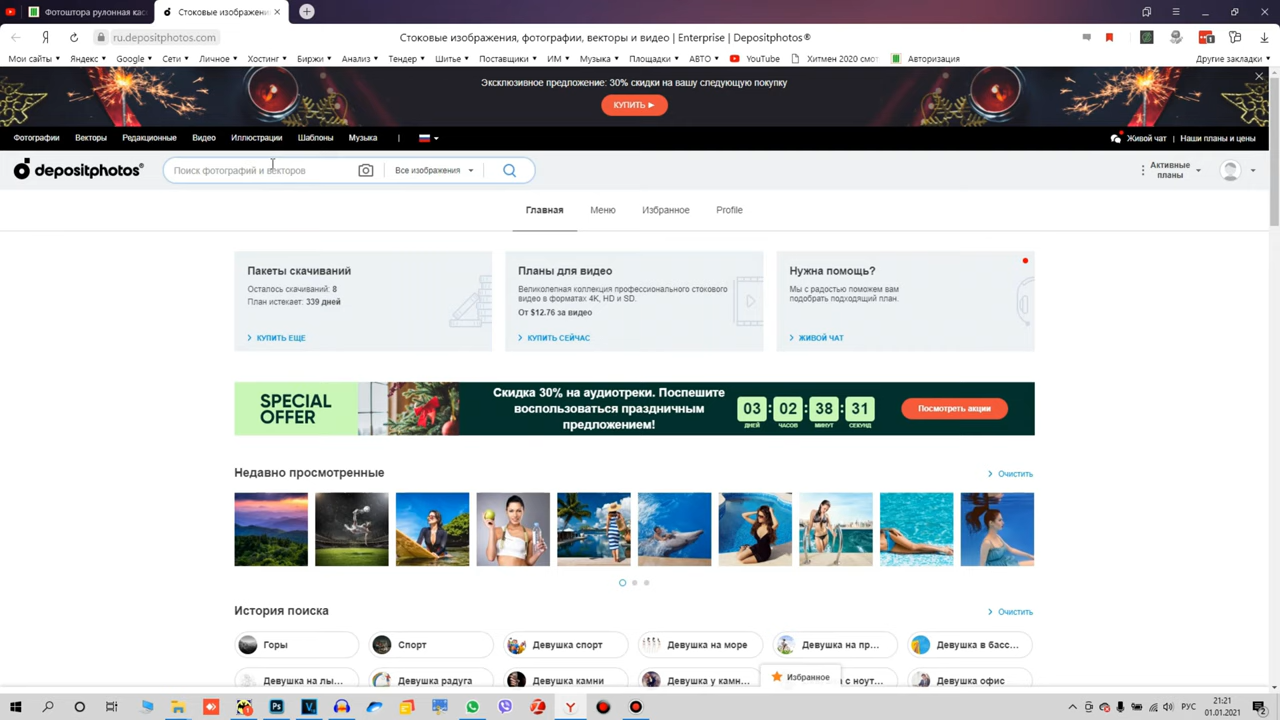 Фотоштора рулонная кас
Стоковые изображени
ru.depositphotos.com
Стоковые изображения, фотографии, векторы и видео | Enterprise | Depositphotos®
Мои сайты
Яндекс
Google
Сети
Личное
Хостинг
Биржи
Анализ
Тендер
Шитье
Поставщики
ИМ
Музыка
Площадки
АВТО
YouTube
Хитмен 2020 смот
Авторизация
Другие закладки
Эксклюзивное предложение: 30% скидки на вашу следующую покупку
КУПИТЬ
Фотографии
Векторы
Редакционные
Видео
Иллюстрации
Шаблоны
Музыка
Живой чат
Наши планы и цены
depositphotos®
Поиск фотографий и векторов
Все изображения
Активные
планы
Главная
Меню
Избранное
Profile
Пакеты скачиваний
Осталось скачиваний: 8
План истекает: 339 дней
КУПИТЬ ЕЩЕ
Планы для видео
Великолепная коллекция профессионального стокового
видео в форматах 4K, HD и SD.
От $12.76 за видео
КУПИТЬ СЕЙЧАС
Нужна помощь?
Мы с радостью поможем вам
подобрать подходящий план.
ЖИВОЙ ЧАТ
SPECIAL
OFFER
Скидка 30% на аудиотреки. Поспешите
воспользоваться праздничным
предложением!
03 : 02 : 38 : 31
ДНЕЙ ЧАСОВ МИНУТ СЕКУНД
Посмотреть акции
Недавно просмотренные
Очистить
История поиска
Очистить
Горы
Спорт
Девушка спорт
Девушка на море
Девушка на пр...
Девушка в басс...
Девушка на лы...
Девушка радуга
Девушка камни
Девушка у камн...
с ноут...
Девушка офис
Избранное
РУС
21:21
01.01.2021